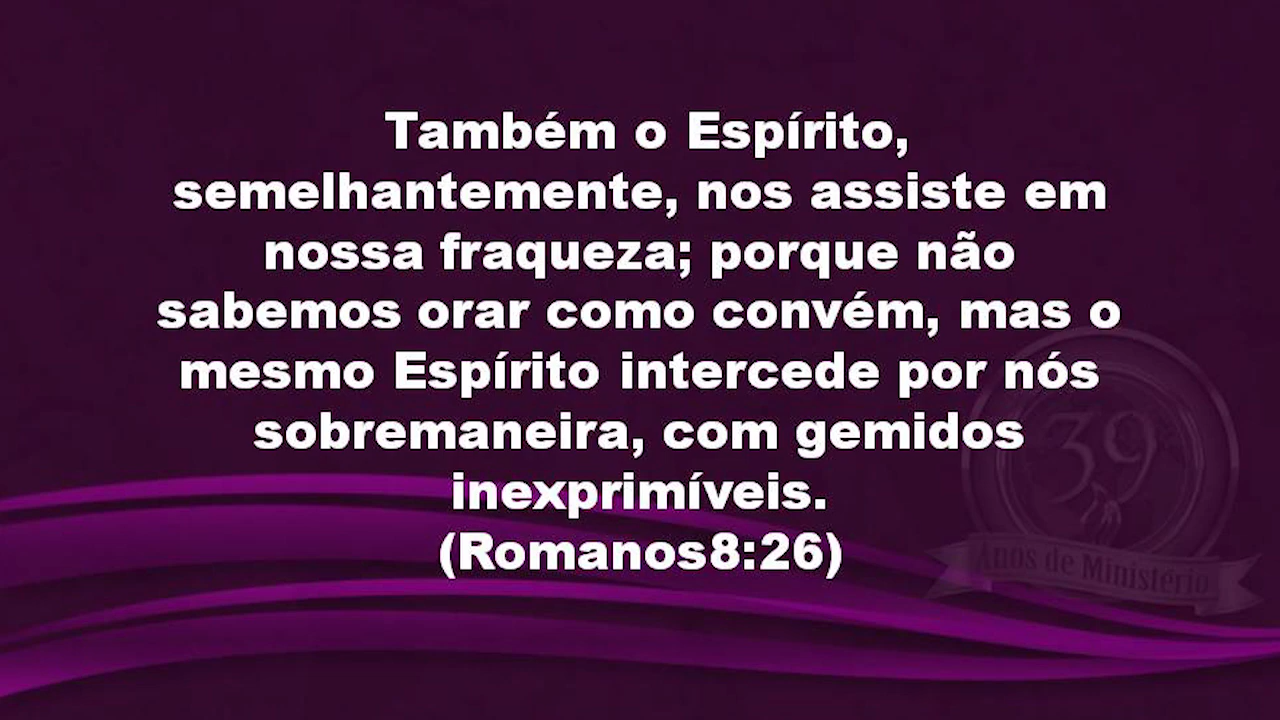 Também o Espírito,
semelhantemente, nos assiste em
nossa fraqueza; porque não
sabemos orar como convém, mas o
mesmo Espírito intercede por nós
sobremaneira, com gemidos
inexprimíveis.
(Romanos8:26)
39
Anos de Ministério